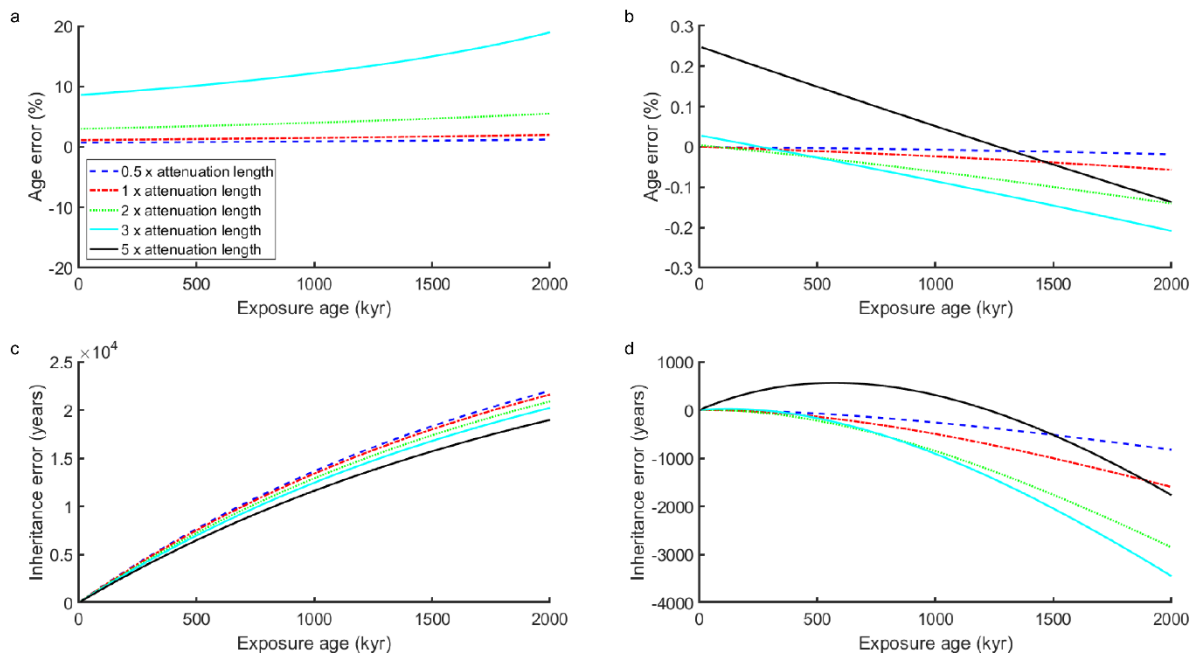 a
20
10
0
-10
-20
Age error (%)
0.5 x attenuation length
1 x attenuation length
2 x attenuation length
3 x attenuation length
5 x attenuation length
0 500 1000 1500 2000
Exposure age (kyr)
b
0.3
0.2
0.1
0
-0.1
-0.2
-0.3
Age error (%)
0 500 1000 1500 2000
Exposure age (kyr)
c
×10⁴
2.5
2
1.5
1
0.5
0
Inheritance error (years)
0 500 1000 1500 2000
Exposure age (kyr)
d
1000
0
-1000
-2000
-3000
-4000
Inheritance error (years)
0 500 1000 1500 2000
Exposure age (kyr)